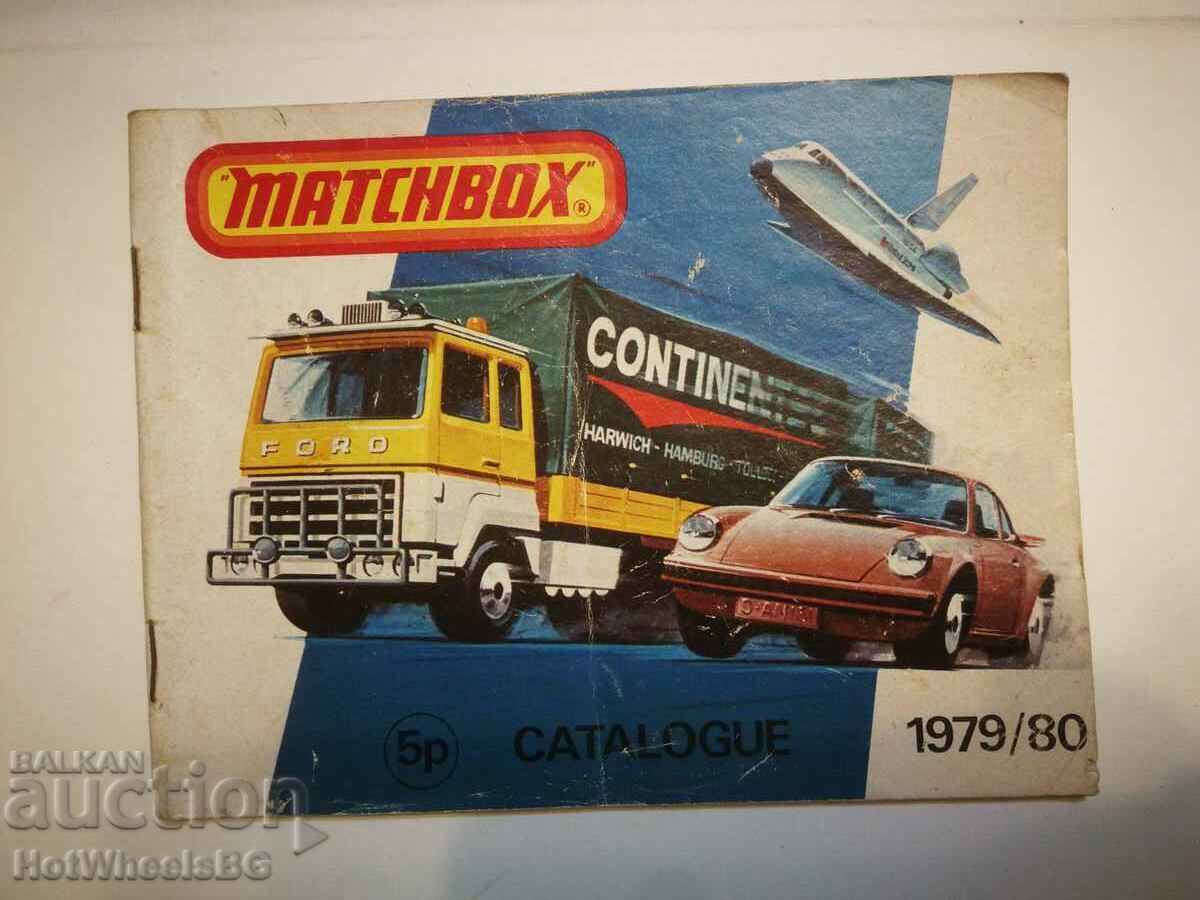 "MATCHBOX"®
CONTINEN
HARWICH - HAMBURG -
FORD
5p CATALOGUE 1979/80
BALKAN
auction
HotWheelsBG